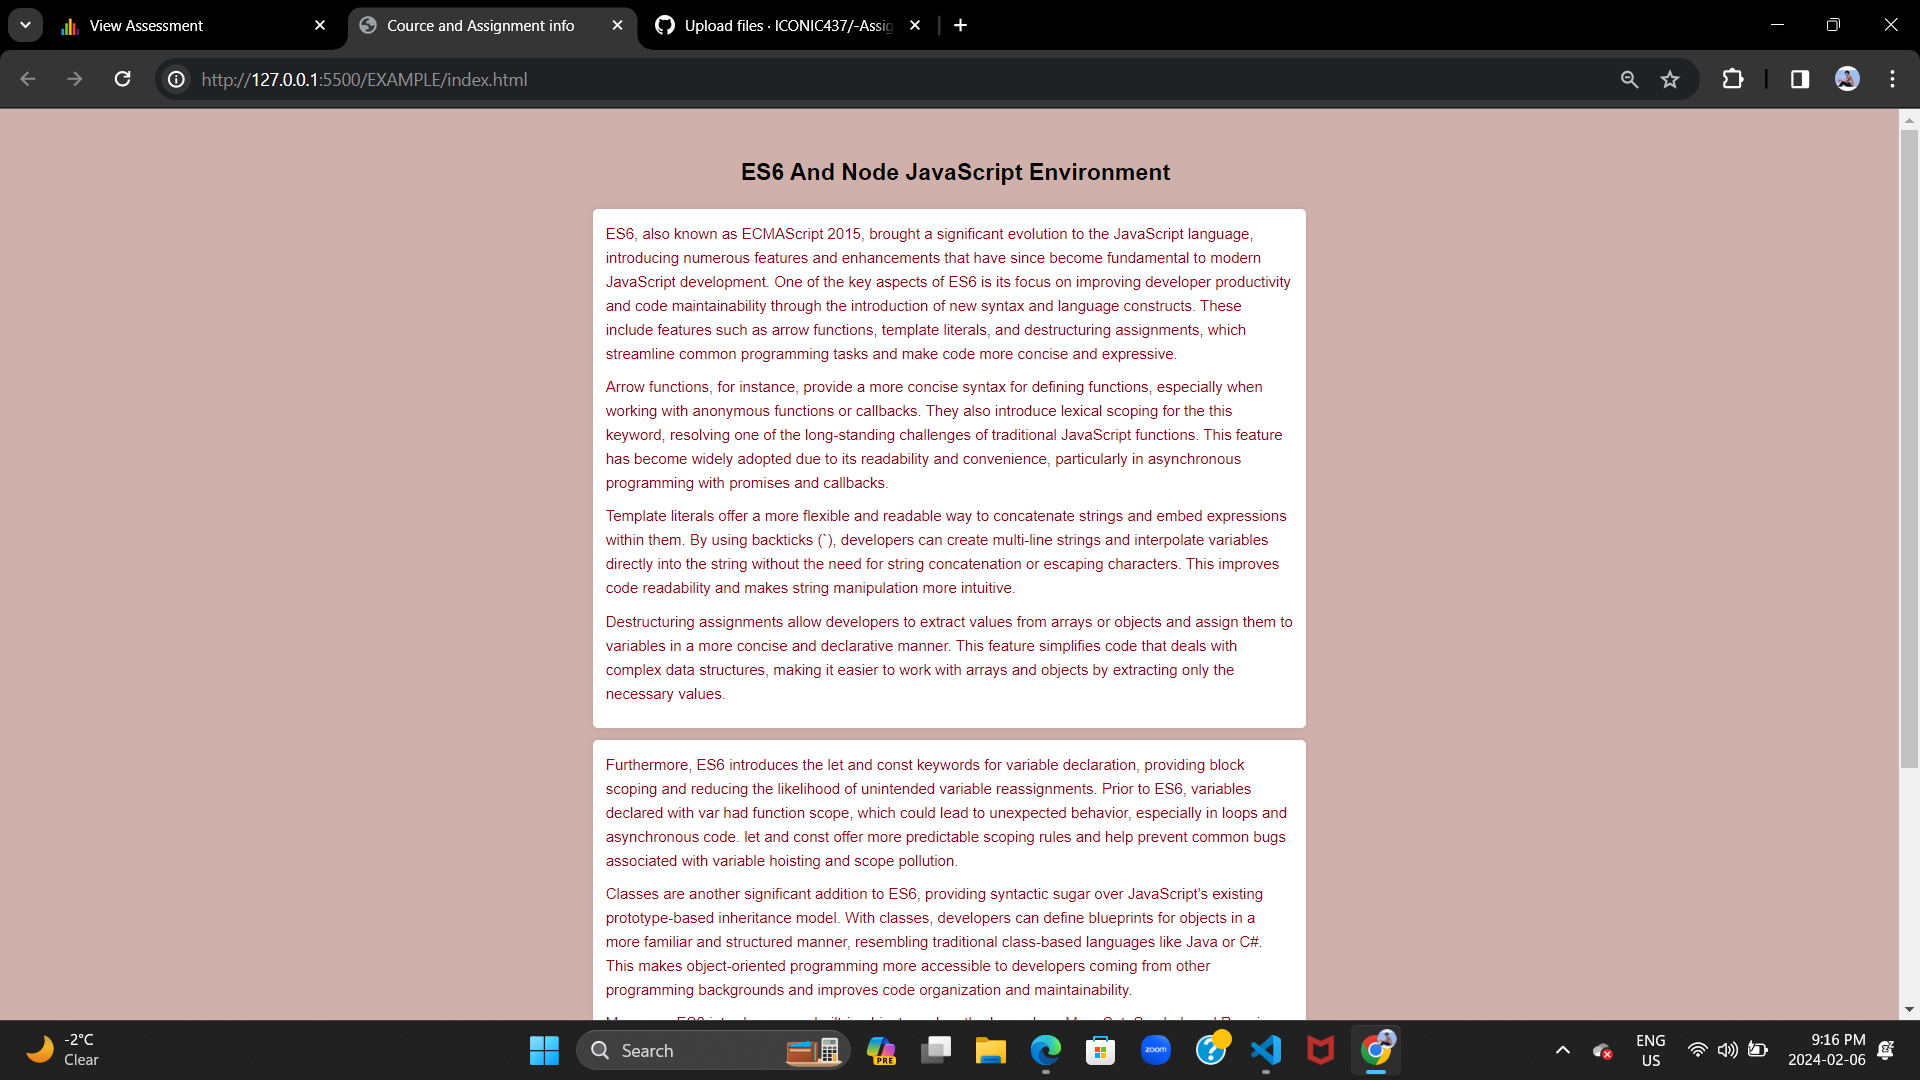 View Assessment
Cource and Assignment info
Upload files · ICONIC437/-Assig
http://127.0.0.1:5500/EXAMPLE/index.html
ES6 And Node JavaScript Environment
ES6, also known as ECMAScript 2015, brought a significant evolution to the JavaScript language,
introducing numerous features and enhancements that have since become fundamental to modern
JavaScript development. One of the key aspects of ES6 is its focus on improving developer productivity
and code maintainability through the introduction of new syntax and language constructs. These
include features such as arrow functions, template literals, and destructuring assignments, which
streamline common programming tasks and make code more concise and expressive.
Arrow functions, for instance, provide a more concise syntax for defining functions, especially when
working with anonymous functions or callbacks. They also introduce lexical scoping for the this
keyword, resolving one of the long-standing challenges of traditional JavaScript functions. This feature
has become widely adopted due to its readability and convenience, particularly in asynchronous
programming with promises and callbacks.
Template literals offer a more flexible and readable way to concatenate strings and embed expressions
within them. By using backticks (`), developers can create multi-line strings and interpolate variables
directly into the string without the need for string concatenation or escaping characters. This improves
code readability and makes string manipulation more intuitive.
Destructuring assignments allow developers to extract values from arrays or objects and assign them to
variables in a more concise and declarative manner. This feature simplifies code that deals with
complex data structures, making it easier to work with arrays and objects by extracting only the
necessary values.
Furthermore, ES6 introduces the let and const keywords for variable declaration, providing block
scoping and reducing the likelihood of unintended variable reassignments. Prior to ES6, variables
declared with var had function scope, which could lead to unexpected behavior, especially in loops and
asynchronous code. let and const offer more predictable scoping rules and help prevent common bugs
associated with variable hoisting and scope pollution.
Classes are another significant addition to ES6, providing syntactic sugar over JavaScript's existing
prototype-based inheritance model. With classes, developers can define blueprints for objects in a
more familiar and structured manner, resembling traditional class-based languages like Java or C#.
This makes object-oriented programming more accessible to developers coming from other
programming backgrounds and improves code organization and maintainability.
-2°C
Clear
Search
PRE
zoom
ENG
US
9:16 PM
2024-02-06